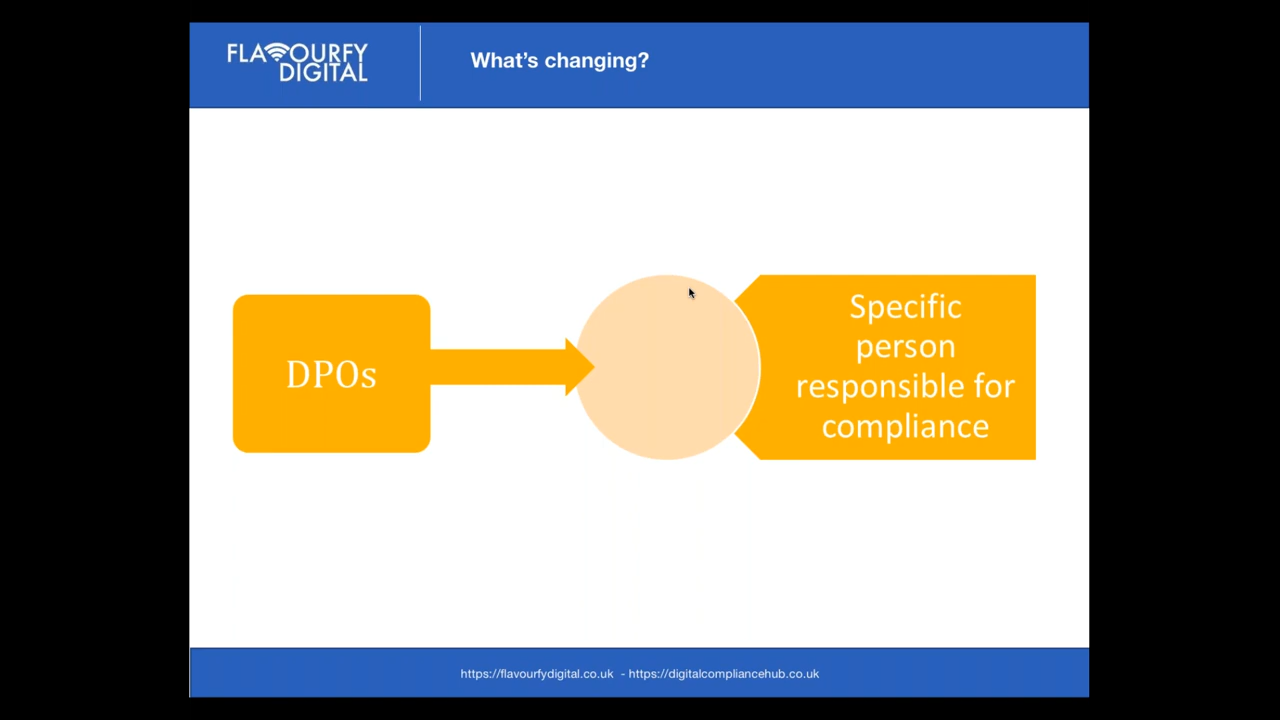 FLAVOURFY
DIGITAL
What’s changing?
DPOs
Specific
person
responsible for
compliance
https://flavourfydigital.co.uk - https://digitalcompliancehub.co.uk